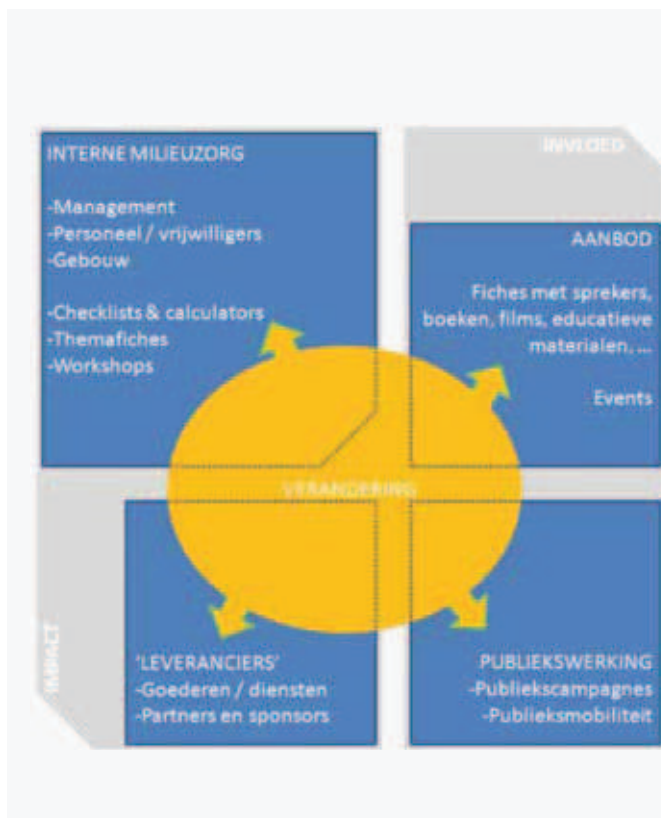 INTERNE MILIEUZORG
-Management
-Personeel / vrijwilligers
-Gebouw
-Checklists & calculators
-Themafiches
-Workshops
INVLOED
AANBOD
Fiches met sprekers,
boeken, films, educatieve
materialen, ...
Events
VERANDERING
IMPACT
'LEVERANCIERS'
-Goederen / diensten
-Partners en sponsors
PUBLIEKSWERKING
-Publiekscampagnes
-Publieksmobiliteit